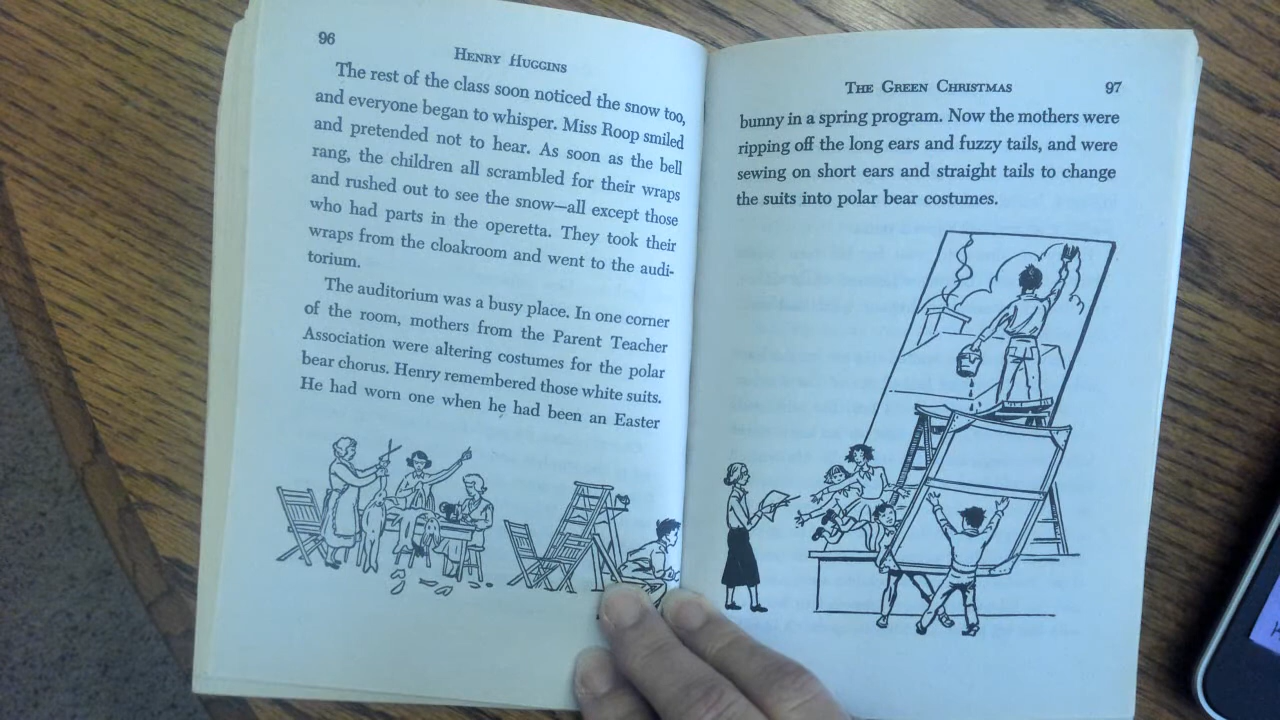 96
HENRY HUGGINS
The rest of the class soon noticed the snow too,
and everyone began to whisper. Miss Roop smiled
and pretended not to hear. As soon as the bell
rang, the children all scrambled for their wraps
and rushed out to see the snow—all except those
who had parts in the operetta. They took their
wraps from the cloakroom and went to the audi-
torium.
The auditorium was a busy place. In one corner
of the room, mothers from the Parent Teacher
Association were altering costumes for the polar
bear chorus. Henry remembered those white suits.
He had worn one when he had been an Easter
THE GREEN CHRISTMAS
97
bunny in a spring program. Now the mothers were
ripping off the long ears and fuzzy tails, and were
sewing on short ears and straight tails to change
the suits into polar bear costumes.